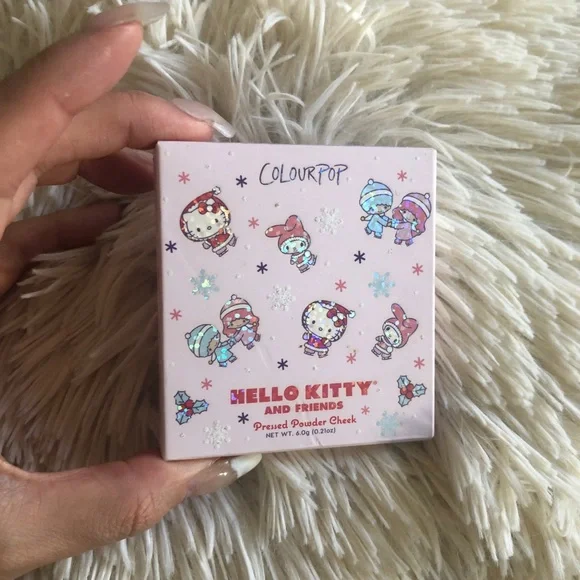 COLOURPOP
HELLO KITTY®
AND FRIENDS
Pressed Powder Cheek
NET WT. 6.0g (0.21oz)